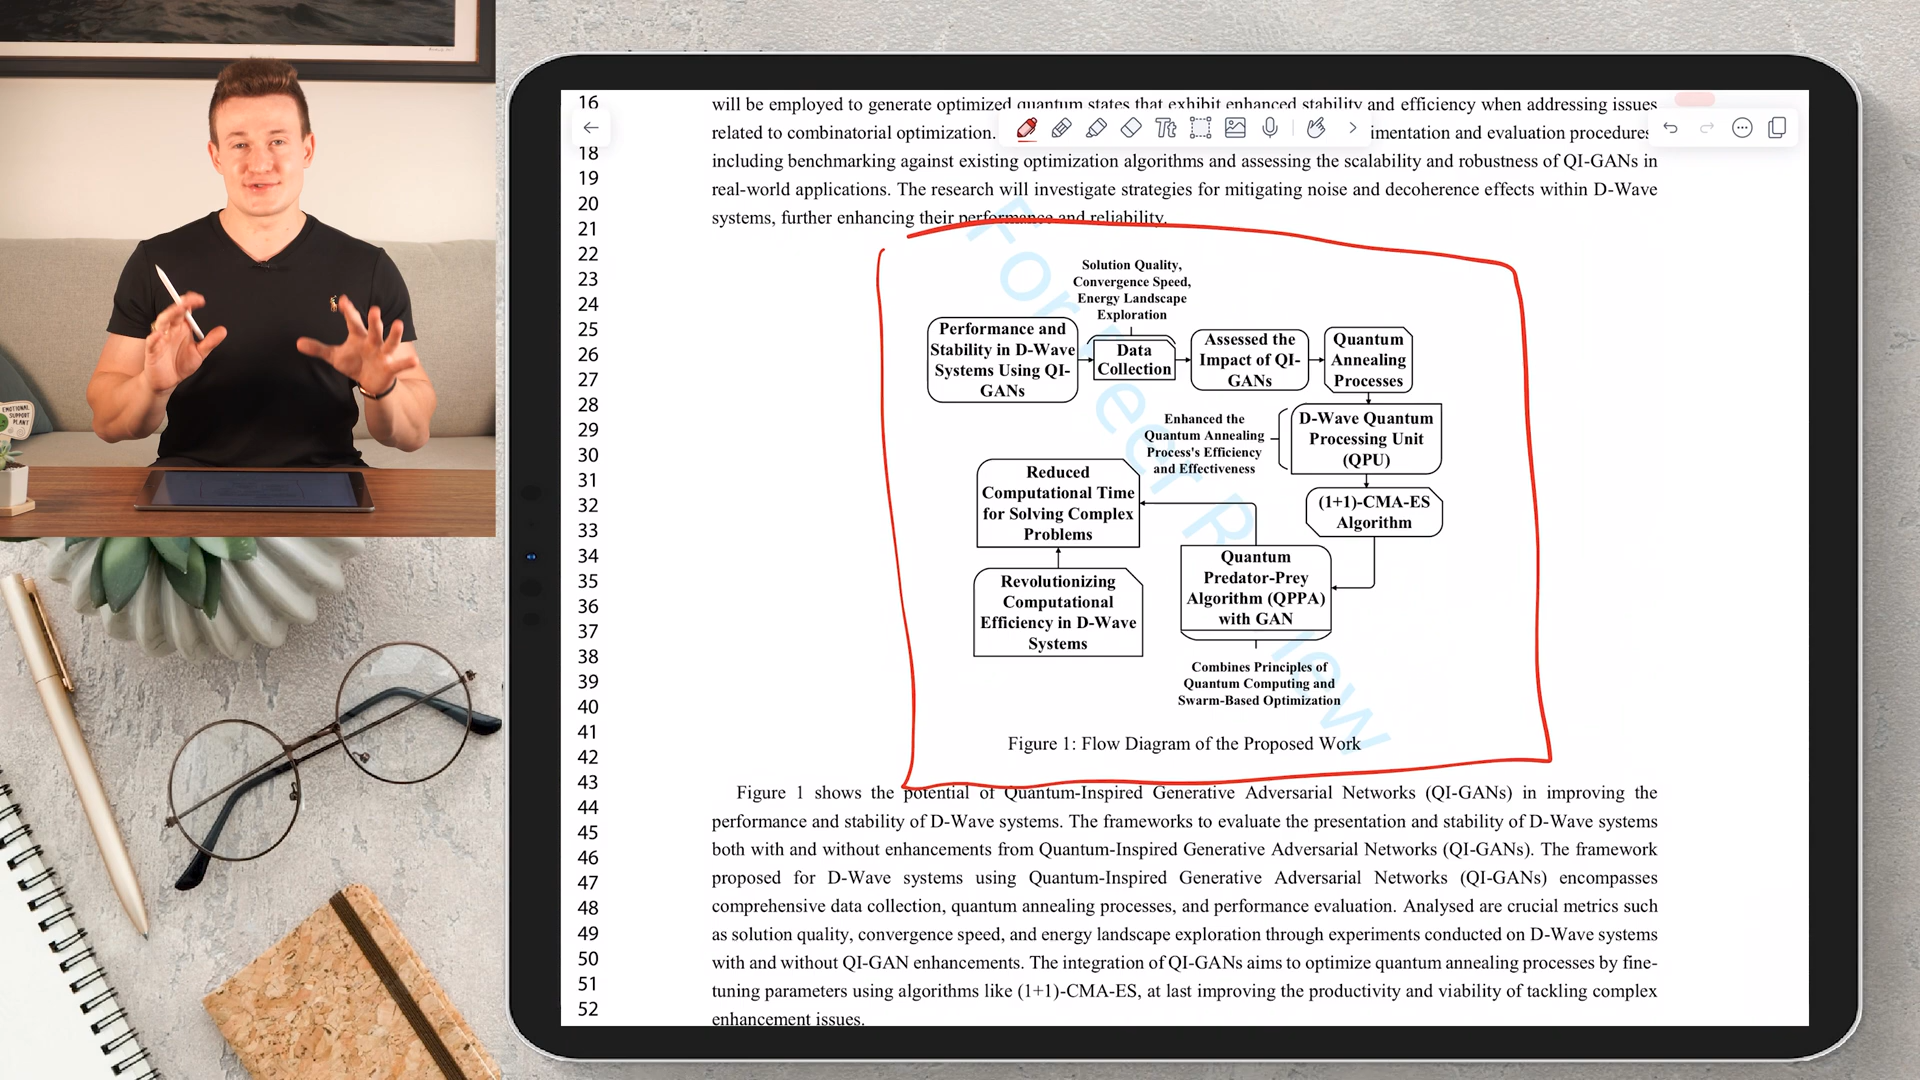 16
will be employed to generate optimized quantum states that exhibit enhanced stability and efficiency when addressing issues
related to combinatorial optimization.
Tt
imentation and evaluation procedures
18
including benchmarking against existing optimization algorithms and assessing the scalability and robustness of QI-GANs in
19
real-world applications. The research will investigate strategies for mitigating noise and decoherence effects within D-Wave
20
systems, further enhancing their performance and reliability.
21
22
23
24
25
26
27
28
29
30
31
32
33
34
35
36
37
38
39
40
41
42
43
44
45
46
47
48
49
50
51
52
For Peer Review
Solution Quality,
Convergence Speed,
Energy Landscape
Exploration
Performance and
Stability in D-Wave
Systems Using QI-
GANs
Data
Collection
Assessed the
Impact of QI-
GANs
Quantum
Annealing
Processes
Enhanced the
Quantum Annealing
Process's Efficiency
and Effectiveness
D-Wave Quantum
Processing Unit
(QPU)
(1+1)-CMA-ES
Algorithm
Reduced
Computational Time
for Solving Complex
Problems
Quantum
Predator-Prey
Algorithm (QPPA)
with GAN
Revolutionizing
Computational
Efficiency in D-Wave
Systems
Combines Principles of
Quantum Computing and
Swarm-Based Optimization
Figure 1: Flow Diagram of the Proposed Work
Figure 1 shows the potential of Quantum-Inspired Generative Adversarial Networks (QI-GANs) in improving the
performance and stability of D-Wave systems. The frameworks to evaluate the presentation and stability of D-Wave systems
both with and without enhancements from Quantum-Inspired Generative Adversarial Networks (QI-GANs). The framework
proposed for D-Wave systems using Quantum-Inspired Generative Adversarial Networks (QI-GANs) encompasses
comprehensive data collection, quantum annealing processes, and performance evaluation. Analysed are crucial metrics such
as solution quality, convergence speed, and energy landscape exploration through experiments conducted on D-Wave systems
with and without QI-GAN enhancements. The integration of QI-GANs aims to optimize quantum annealing processes by fine-
tuning parameters using algorithms like (1+1)-CMA-ES, at last improving the productivity and viability of tackling complex
enhancement issues.
EMOTIONAL
SUPPORT
PLANT